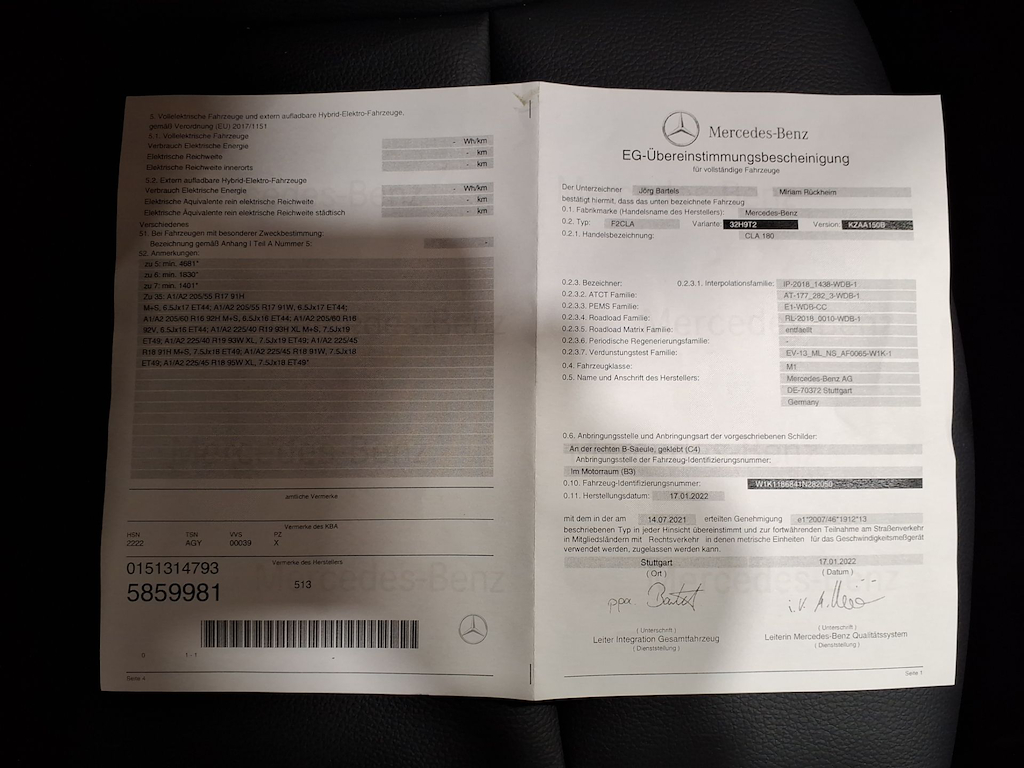 5. Vollelektrische Fahrzeuge und extern aufladbare Hybrid-Elektro-Fahrzeuge,
gemäß Verordnung (EU) 2017/1151
5.1. Vollelektrische Fahrzeuge
Verbrauch Elektrische Energie - Wh/km
Elektrische Reichweite - km
Elektrische Reichweite innerorts - km
5.2. Extern aufladbare Hybrid-Elektro-Fahrzeuge
Verbrauch Elektrische Energie - Wh/km
Elektrische Äquivalente rein elektrische Reichweite - km
Elektrische Äquivalente rein elektrische Reichweite städtisch - km
Verschiedenes
51. Bei Fahrzeugen mit besonderer Zweckbestimmung:
Bezeichnung gemäß Anhang I Teil A Nummer 5: -
52. Anmerkungen:
zu 5: min. 4681*
zu 6: min. 1830*
zu 7: min. 1401*
Zu 35: A1/A2 205/55 R17 91H
M+S, 6.5Jx17 ET44; A1/A2 205/55 R17 91W, 6.5Jx17 ET44;
A1/A2 205/60 R16 92H M+S, 6.5Jx16 ET44; A1/A2 205/60 R16
92V, 6.5Jx16 ET44; A1/A2 225/40 R19 93H XL M+S, 7.5Jx19
ET49; A1/A2 225/40 R19 93W XL, 7.5Jx19 ET49; A1/A2 225/45
R18 91H M+S, 7.5Jx18 ET49; A1/A2 225/45 R18 91W, 7.5Jx18
ET49; A1/A2 225/45 R18 95W XL, 7.5Jx18 ET49*
amtliche Vermerke
Vermerke des KBA
HSN TSN VVS PZ
2222 AGY 00039 X
Vermerke des Herstellers
0151314793
5859981 513
0 1 - 1
Seite 4
Mercedes-Benz
EG-Übereinstimmungsbescheinigung
für vollständige Fahrzeuge
Der Unterzeichner Jörg Bartels Miriam Rückheim
bestätigt hiermit, dass das unten bezeichnete Fahrzeug
0.1. Fabrikmarke (Handelsname des Herstellers): Mercedes-Benz
0.2. Typ: F2CLA Variante: 32H9T2 Version: KZAA150B
0.2.1. Handelsbezeichnung: CLA 180
0.2.3. Bezeichner: 0.2.3.1. Interpolationsfamilie: IP-2018_1438-WDB-1
0.2.3.2. ATCT Familie: AT-177_282_3-WDB-1
0.2.3.3. PEMS Familie: E1-WDB-CC
0.2.3.4. Roadload Familie: RL-2018_0010-WDB-1
0.2.3.5. Roadload Matrix Familie: entfaellt
0.2.3.6. Periodische Regenerierungsfamilie: -
0.2.3.7. Verdunstungstest Familie: EV-13_ML_NS_AF0065-W1K-1
0.4. Fahrzeugklasse: M1
0.5. Name und Anschrift des Herstellers: Mercedes-Benz AG
DE-70372 Stuttgart
Germany
0.6. Anbringungsstelle und Anbringungsart der vorgeschriebenen Schilder:
An der rechten B-Saeule, geklebt (C4)
Anbringungsstelle der Fahrzeug-Identifizierungsnummer:
Im Motorraum (B3)
0.10. Fahrzeug-Identifizierungsnummer: W1K1186841N282050
0.11. Herstellungsdatum: 17.01.2022
mit dem in der am 14.07.2021 erteilten Genehmigung e1*2007/46*1912*13
beschriebenen Typ in jeder Hinsicht übereinstimmt und zur fortwährenden Teilnahme am Straßenverkehr
in Mitgliedsländern mit Rechtsverkehr in denen metrische Einheiten für das Geschwindigkeitsmeßgerät
verwendet werden, zugelassen werden kann.
Stuttgart 17.01.2022
( Ort ) ( Datum )
ppa.
( Unterschrift ) ( Unterschrift )
Leiter Integration Gesamtfahrzeug Leiterin Mercedes-Benz Qualitätssystem
( Dienststellung ) ( Dienststellung )
Seite 1